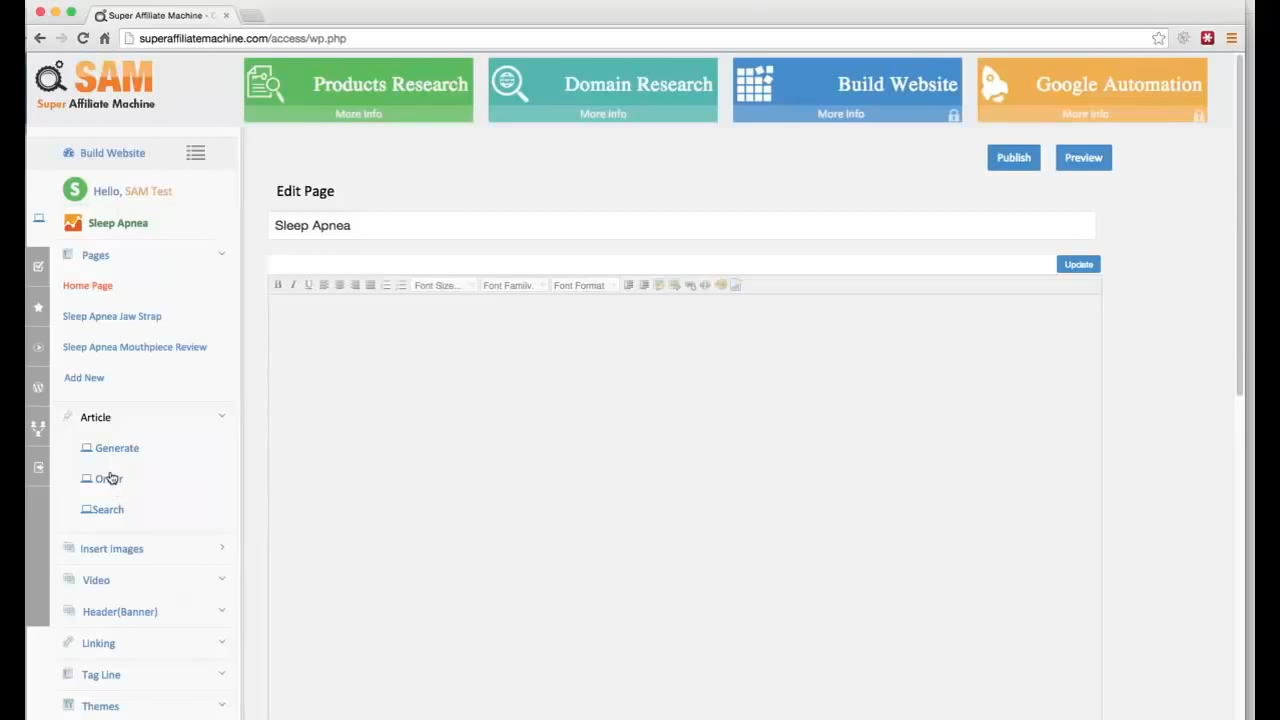 Super Affiliate Machine - C
superaffiliatemachine.com/access/wp.php
SAM
Super Affiliate Machine
Products Research
More Info
Domain Research
More Info
Build Website
More Info
Google Automation
More Info
Build Website
Publish
Preview
S
Hello, SAM Test
Edit Page
Sleep Apnea
Sleep Apnea
Pages
Update
Home Page
B I U
Font Size...
Font Family.
Font Format
Sleep Apnea Jaw Strap
Sleep Apnea Mouthpiece Review
Add New
Article
Generate
Search
Insert Images
Video
Header(Banner)
Linking
Tag Line
Themes